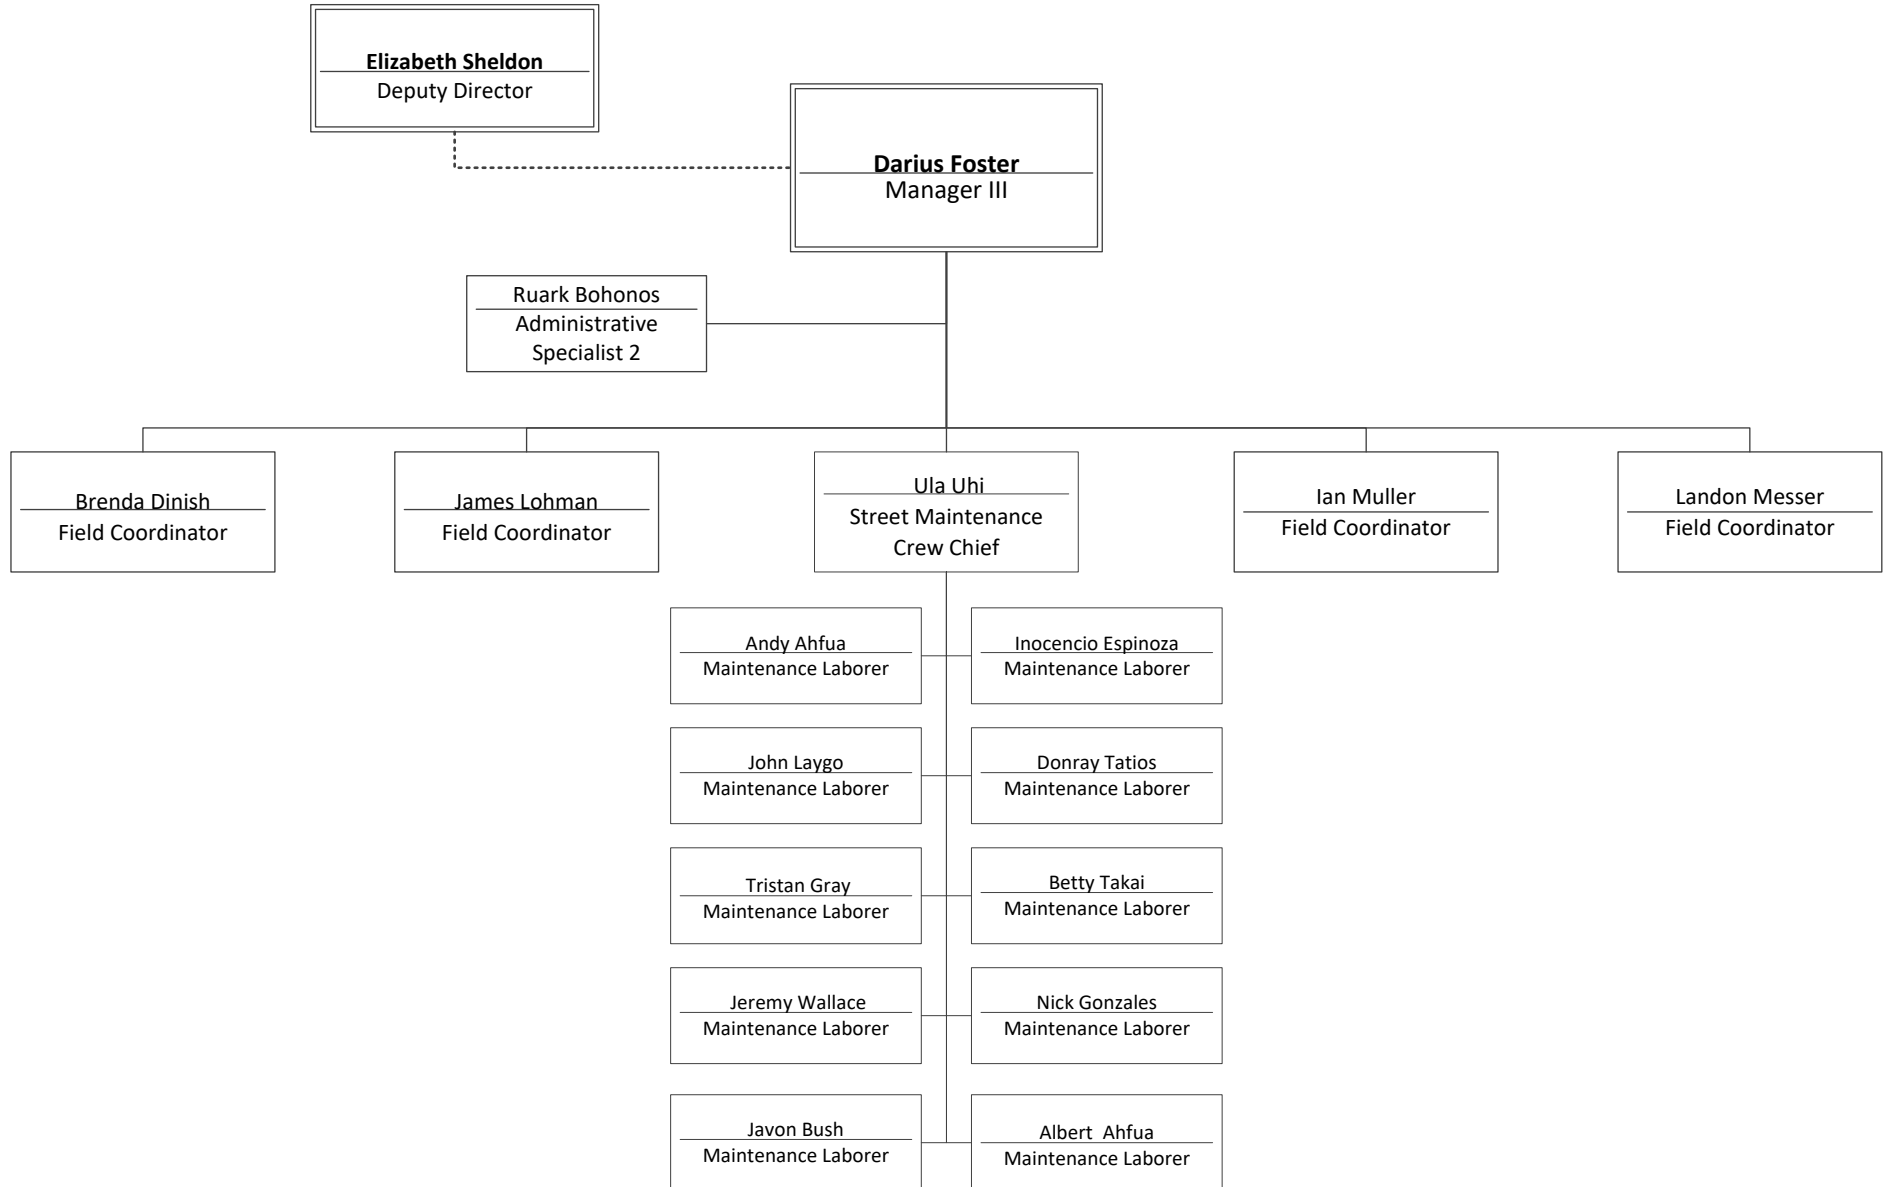 Elizabeth Sheldon
Deputy Director
Darius Foster
Manager III
Ruark Bohonos
Administrative
Specialist 2
Brenda Dinish
Field Coordinator
James Lohman
Field Coordinator
Ula Uhi
Street Maintenance
Crew Chief
Ian Muller
Field Coordinator
Landon Messer
Field Coordinator
Andy Ahfua
Maintenance Laborer
Inocencio Espinoza
Maintenance Laborer
John Laygo
Maintenance Laborer
Donray Tatios
Maintenance Laborer
Tristan Gray
Maintenance Laborer
Betty Takai
Maintenance Laborer
Jeremy Wallace
Maintenance Laborer
Nick Gonzales
Maintenance Laborer
Javon Bush
Maintenance Laborer
Albert  Ahfua
Maintenance Laborer